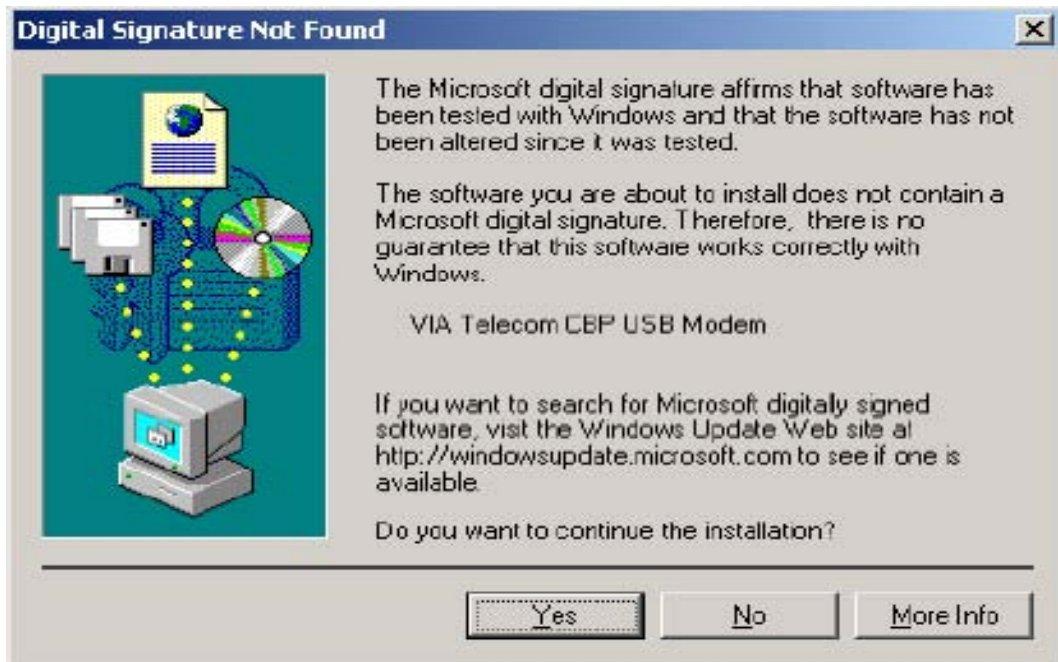 Digital Signature Not Found
The Microsoft digital signature affirms that software has
been tested with Windows and that the software has not
been altered since it was tested.
The software you are about to install does not contain a
Microsoft digital signature. Therefore, there is no
guarantee that this software works correctly with
Windows.
VIA Telecom CBP USB Modem
If you want to search for Microsoft digitally signed
software, visit the Windows Update Web site at
http://windowsupdate.microsoft.com to see if one is
available.
Do you want to continue the installation?
Yes No More Info